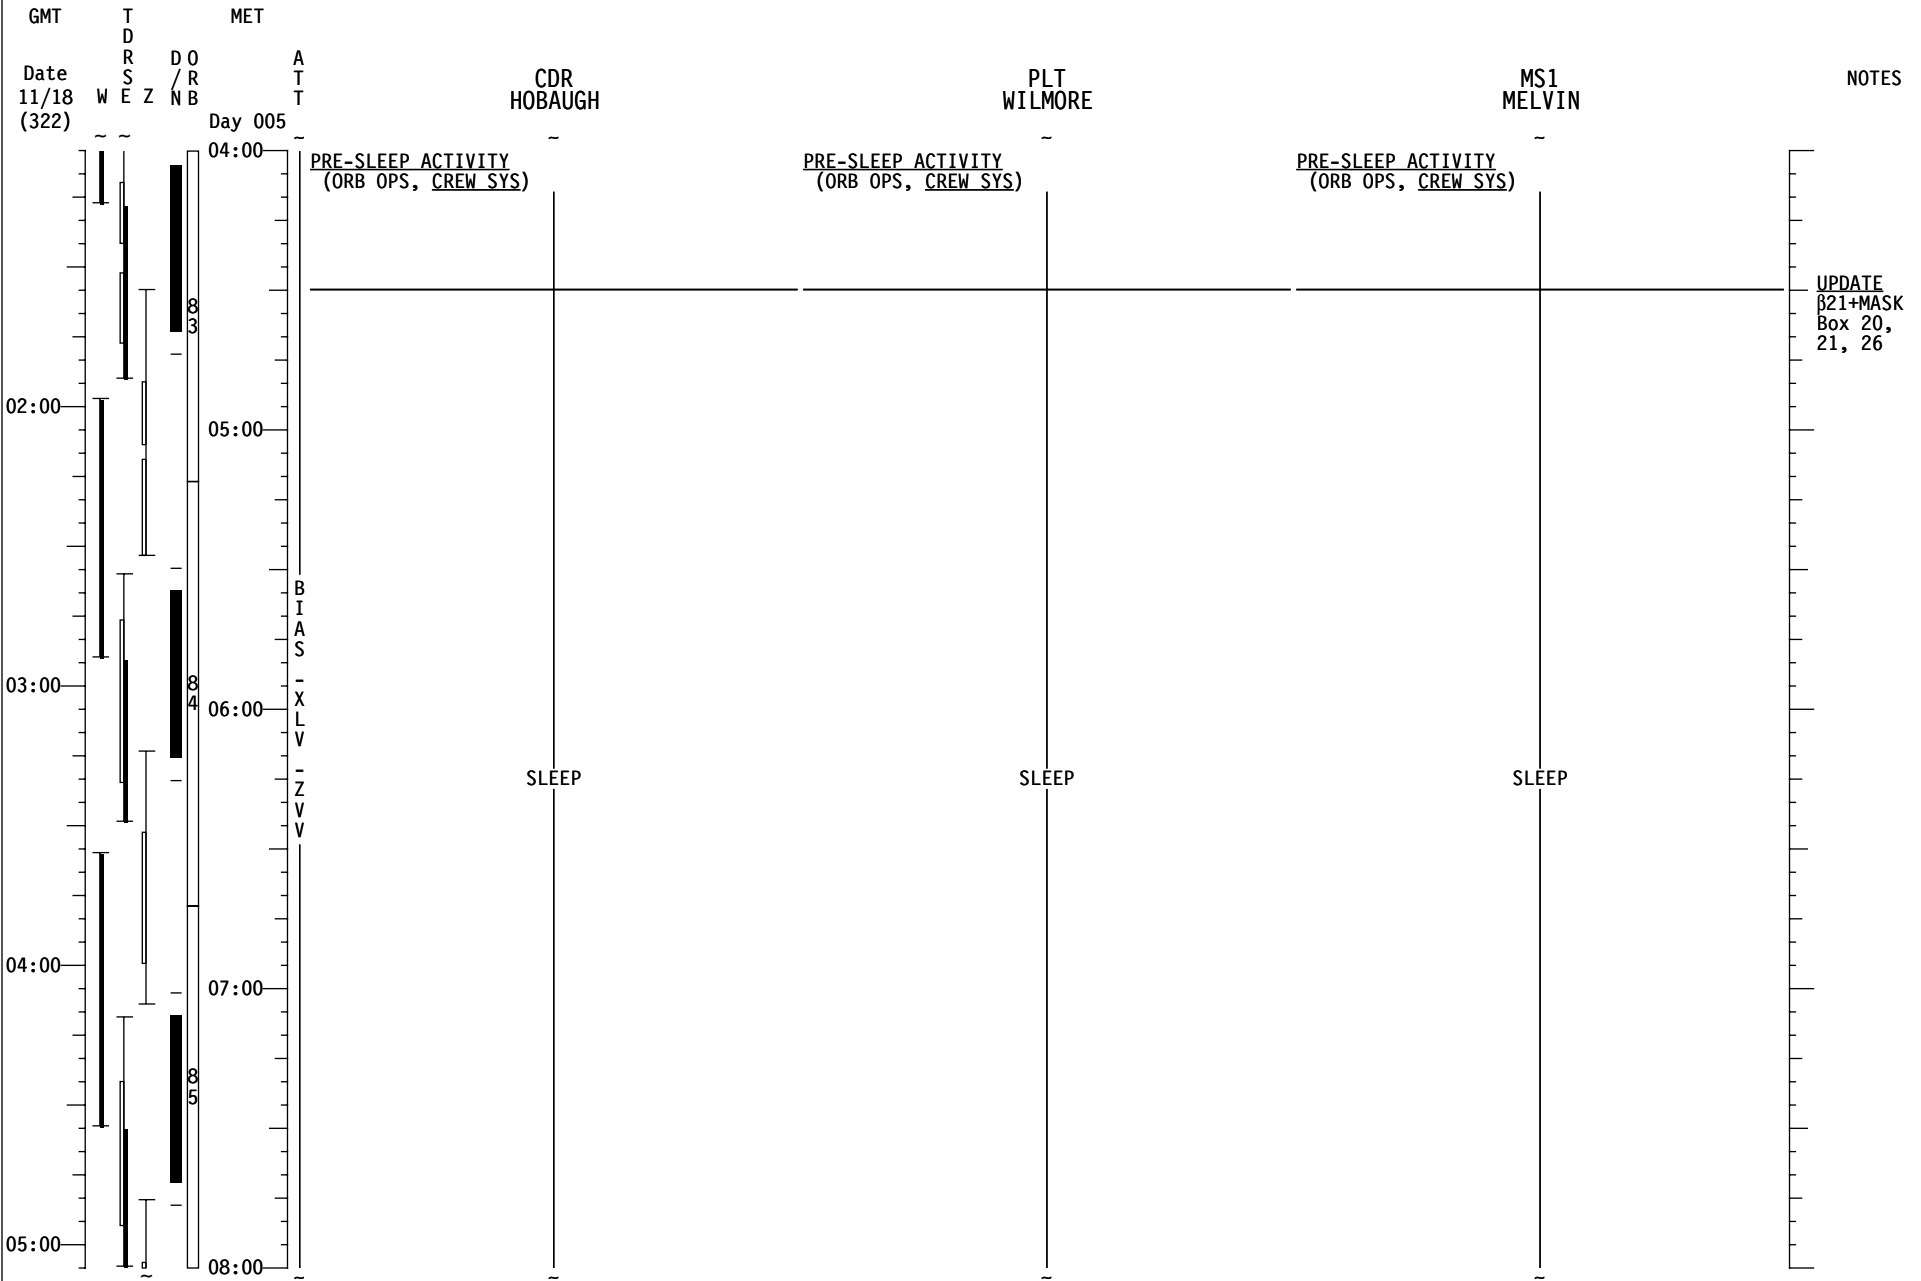 GMT
TDRS
MET
Date
11/18
(322)
W E Z
D/N
ORB
Day 005
ATT
CDR
HOBAUGH
PLT
WILMORE
MS1
MELVIN
NOTES
~ ~ ~ ~ ~ ~
04:00
PRE-SLEEP ACTIVITY
(ORB OPS, CREW SYS)
PRE-SLEEP ACTIVITY
(ORB OPS, CREW SYS)
PRE-SLEEP ACTIVITY
(ORB OPS, CREW SYS)
UPDATE
β21+MASK
Box 20,
21, 26
83
02:00
05:00
BIAS -XLV -ZVV
03:00
84
06:00
SLEEP
SLEEP
SLEEP
04:00
07:00
85
05:00
08:00
~ ~ ~ ~ ~